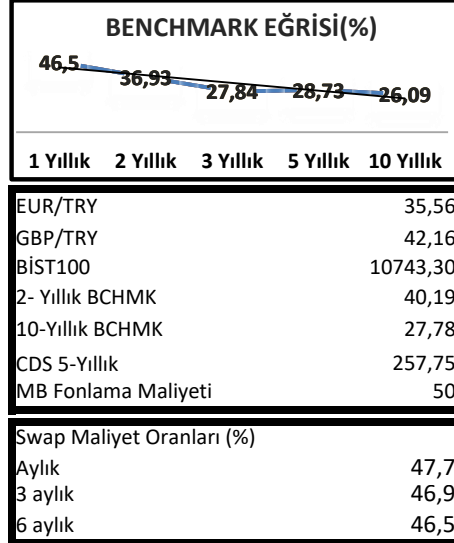 BENCHMARK EĞRİSİ(%)
46,5 36,93 27,84 28,73 26,09
1 Yıllık 2 Yıllık 3 Yıllık 5 Yıllık 10 Yıllık
EUR/TRY 35,56
GBP/TRY 42,16
BİST100 10743,30
2- Yıllık BCHMK 40,19
10-Yıllık BCHMK 27,78
CDS 5-Yıllık 257,75
MB Fonlama Maliyeti 50
Swap Maliyet Oranları (%)
Aylık 47,7
3 aylık 46,9
6 aylık 46,5